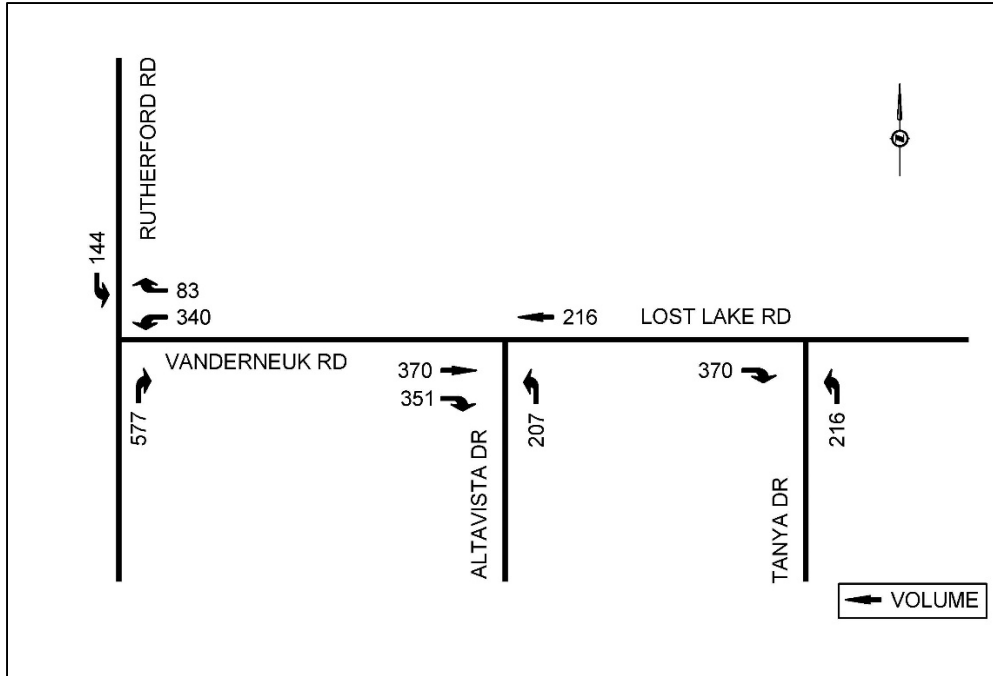 RUTHERFORD RD
N
144
83
340
216 LOST LAKE RD
VANDERNEUK RD
370
351
370
577
207
216
ALTAVISTA DR
TANYA DR
VOLUME